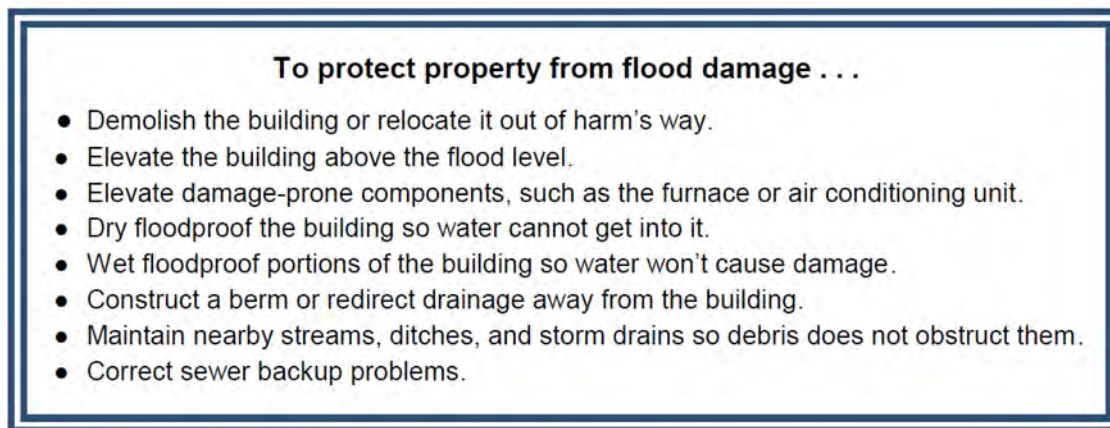 To protect property from flood damage . . .
● Demolish the building or relocate it out of harm's way.
● Elevate the building above the flood level.
● Elevate damage-prone components, such as the furnace or air conditioning unit.
● Dry floodproof the building so water cannot get into it.
● Wet floodproof portions of the building so water won't cause damage.
● Construct a berm or redirect drainage away from the building.
● Maintain nearby streams, ditches, and storm drains so debris does not obstruct them.
● Correct sewer backup problems.